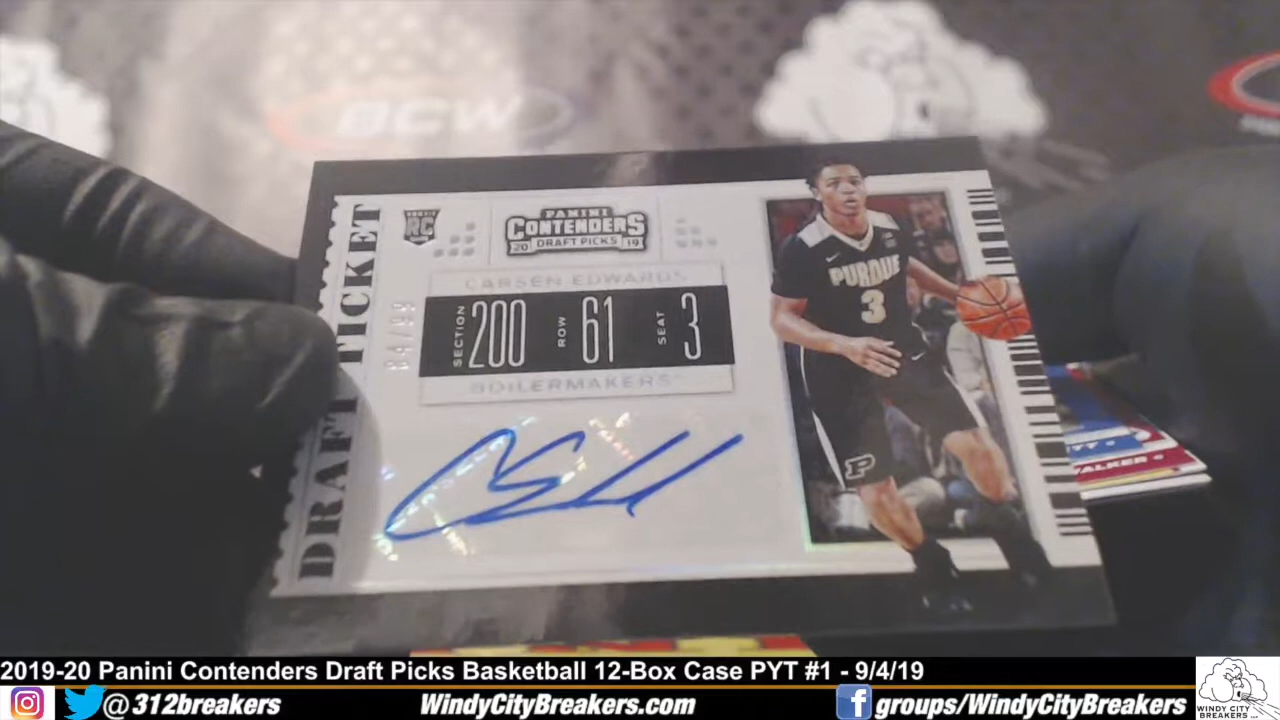 BCW
RC
PANINI
CONTENDERS
20 DRAFT PICKS 19
CARSEN EDWARDS
SECTION 200 ROW 61 SEAT 3
BOILERMAKERS
DRAFT TICKET
PURDUE
3
P
WALKER
2019-20 Panini Contenders Draft Picks Basketball 12-Box Case PYT #1 - 9/4/19
@312breakers WindyCityBreakers.com f groups/WindyCityBreakers
WINDY CITY
BREAKERS